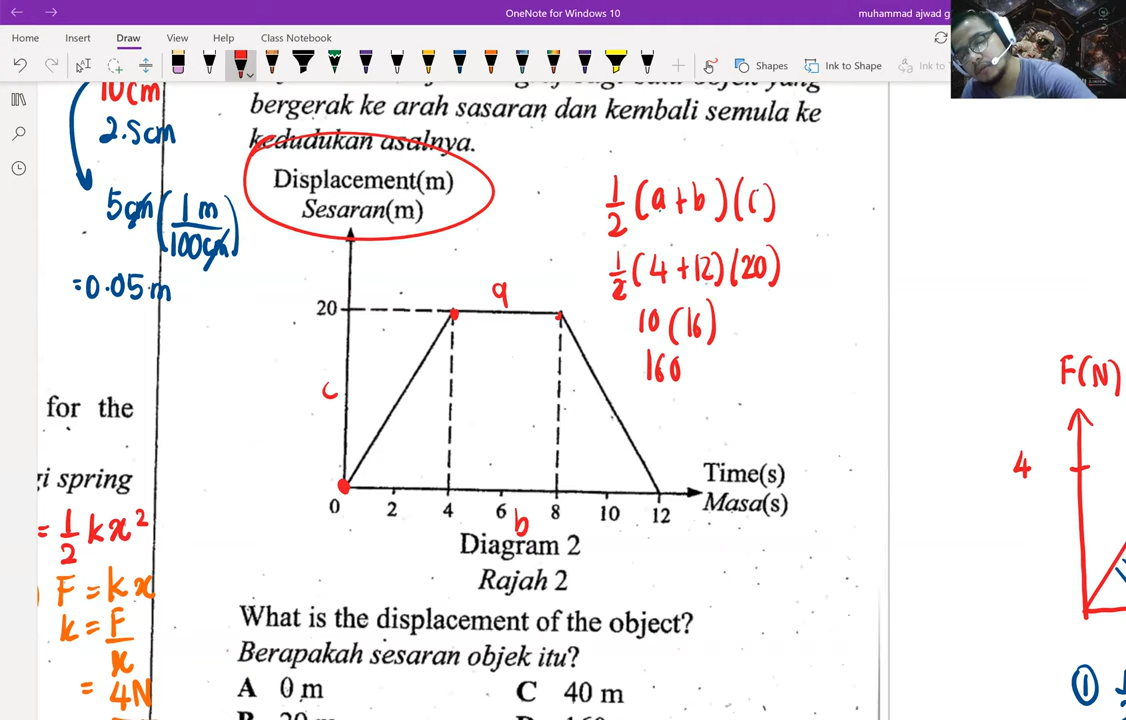 OneNote for Windows 10
muhammad ajwad g
Home Insert Draw View Help Class Notebook
Shapes Ink to Shape Ink to
10cm
2.5cm
5cm (1m/100cm)
=0.05m
bergerak ke arah sasaran dan kembali semula ke
kedudukan asalnya.
Displacement(m)
Sesaran(m)
1/2 (a+b)(c)
1/2 (4+12)(20)
10 (16)
160
20
a
c
0 2 4 6 8 10 12
b
Time(s)
Masa(s)
Diagram 2
Rajah 2
What is the displacement of the object?
Berapakah sesaran objek itu?
A 0 m
C 40 m
for the
gi spring
= 1/2 kx²
F = kx
k = F/x
= 4N
F(N)
4
1